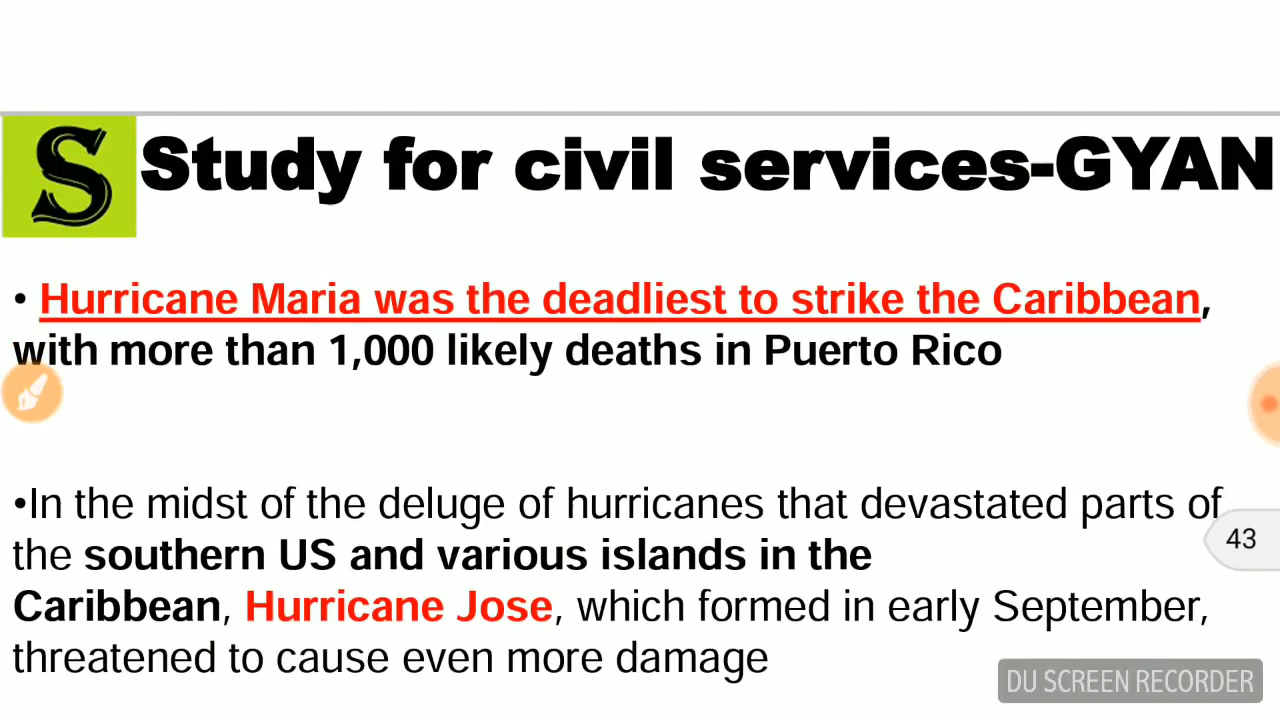 S Study for civil services-GYAN
• Hurricane Maria was the deadliest to strike the Caribbean,
with more than 1,000 likely deaths in Puerto Rico
•In the midst of the deluge of hurricanes that devastated parts of
the southern US and various islands in the
Caribbean, Hurricane Jose, which formed in early September,
threatened to cause even more damage
43
DU SCREEN RECORDER